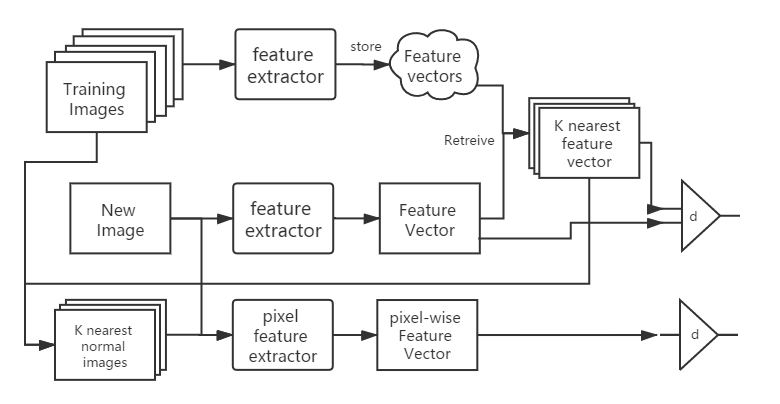 Training
Images
feature
extractor
store
Feature
vectors
Retreive
K nearest
feature
vector
New
Image
feature
extractor
Feature
Vector
d
K nearest
normal
images
pixel
feature
extractor
pixel-wise
Feature
Vector
d